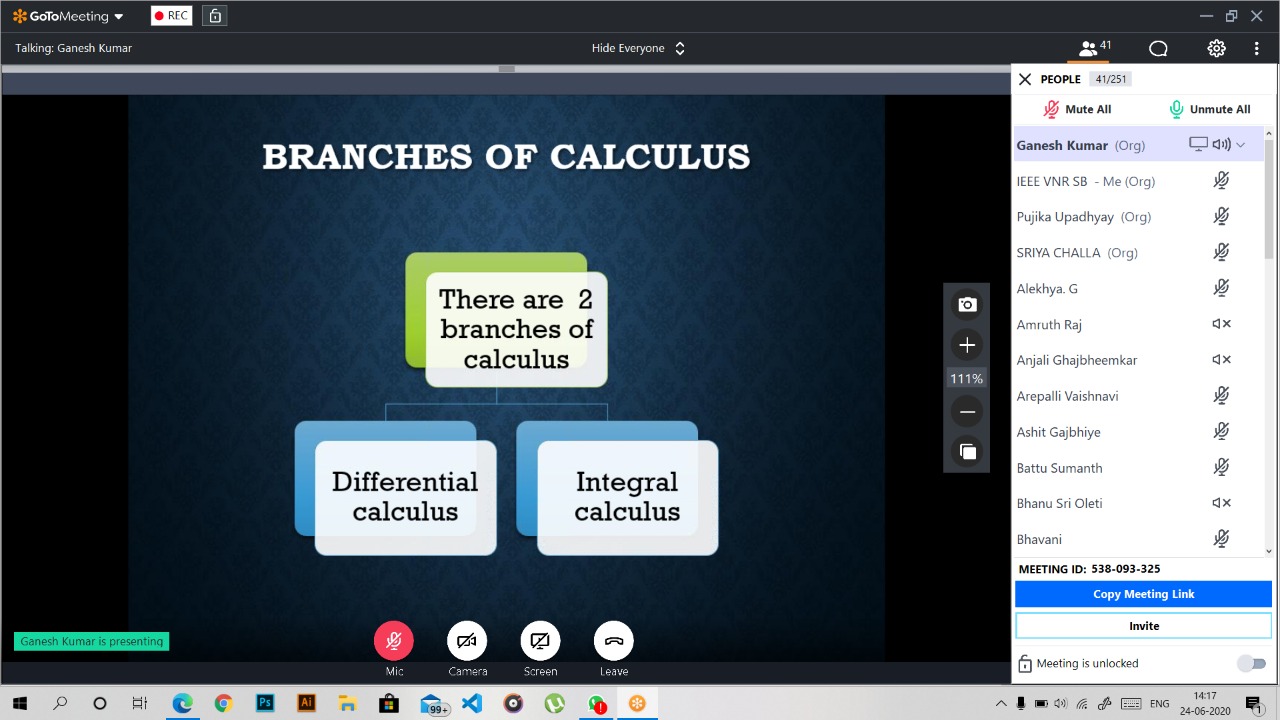 GoToMeeting
REC
Talking: Ganesh Kumar
Hide Everyone
41
PEOPLE 41/251
Mute All Unmute All
BRANCHES OF CALCULUS
There are 2
branches of
calculus
Differential
calculus
Integral
calculus
111%
Ganesh Kumar (Org)
IEEE VNR SB - Me (Org)
Pujika Upadhyay (Org)
SRIYA CHALLA (Org)
Alekhya. G
Amruth Raj
Anjali Ghajbheemkar
Arepalli Vaishnavi
Ashit Gajbhiye
Battu Sumanth
Bhanu Sri Oleti
Bhavani
MEETING ID: 538-093-325
Copy Meeting Link
Invite
Meeting is unlocked
Ganesh Kumar is presenting
Mic Camera Screen Leave
Ps
Ai
99+
ENG
14:17
24-06-2020
1